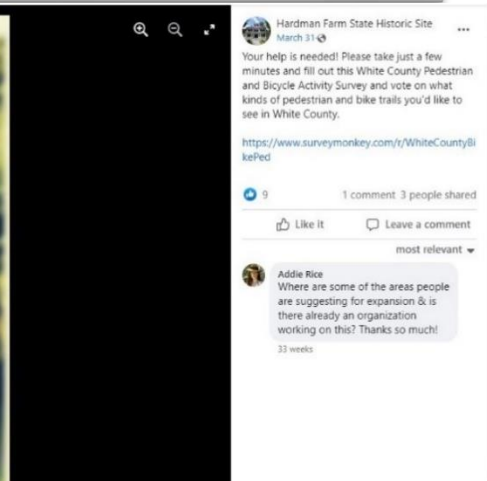 Hardman Farm State Historic Site
March 31
Your help is needed! Please take just a few
minutes and fill out this White County Pedestrian
and Bicycle Activity Survey and vote on what
kinds of pedestrian and bike trails you'd like to
see in White County.
https://www.surveymonkey.com/r/WhiteCountyBi
kePed
9
1 comment 3 people shared
Like it
Leave a comment
most relevant
Addie Rice
Where are some of the areas people
are suggesting for expansion & is
there already an organization
working on this? Thanks so much!
33 weeks